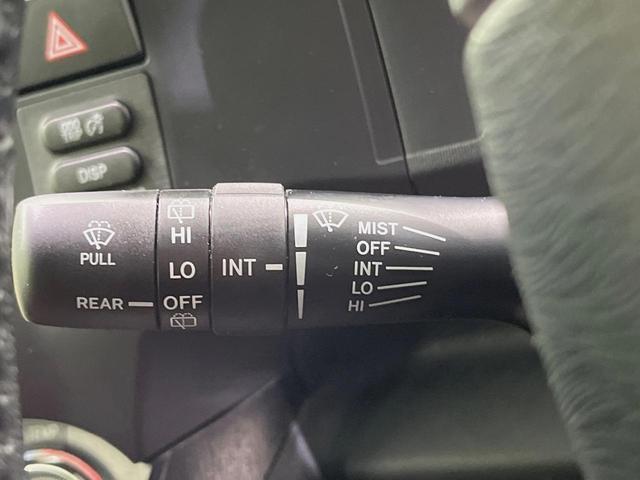 DISP
PULL
REAR
HI
LO
OFF
INT
MIST
OFF
INT
LO
HI